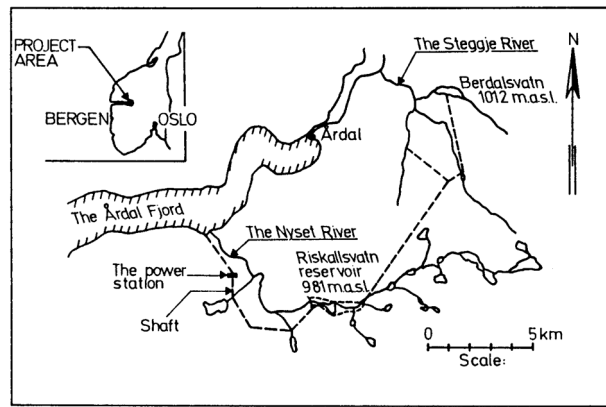 PROJECT
AREA
BERGEN
OSLO
The Steggje River
Berdalsvatn
1012 m.a.s.l.
N
Årdal
The Årdal Fjord
The Nyset River
The power
station
Riskallsvatn
reservoir
981 m.a.s.l.
Shaft
0 5 km
Scale: